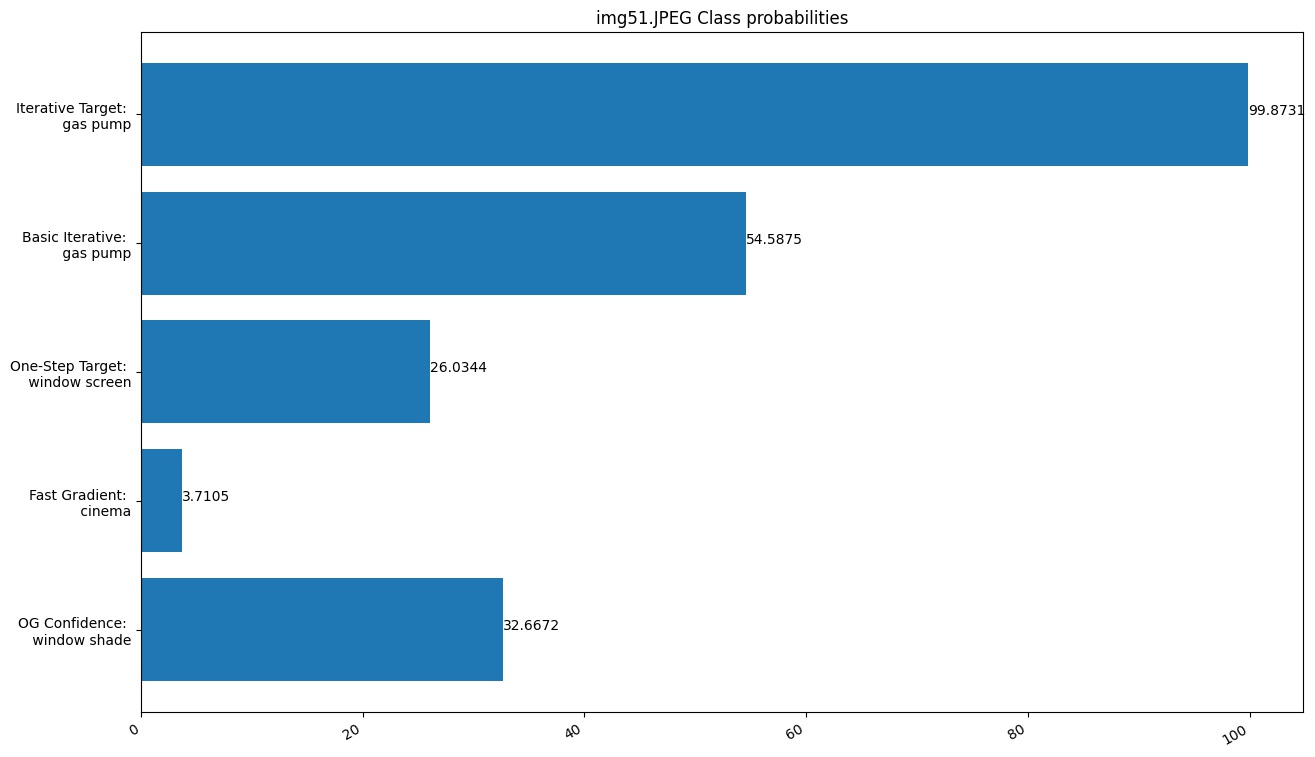 img51.JPEG Class probabilities
Iterative Target:
gas pump
99.8731
Basic Iterative:
gas pump
54.5875
One-Step Target:
window screen
26.0344
Fast Gradient:
cinema
3.7105
OG Confidence:
window shade
32.6672
0 20 40 60 80 100